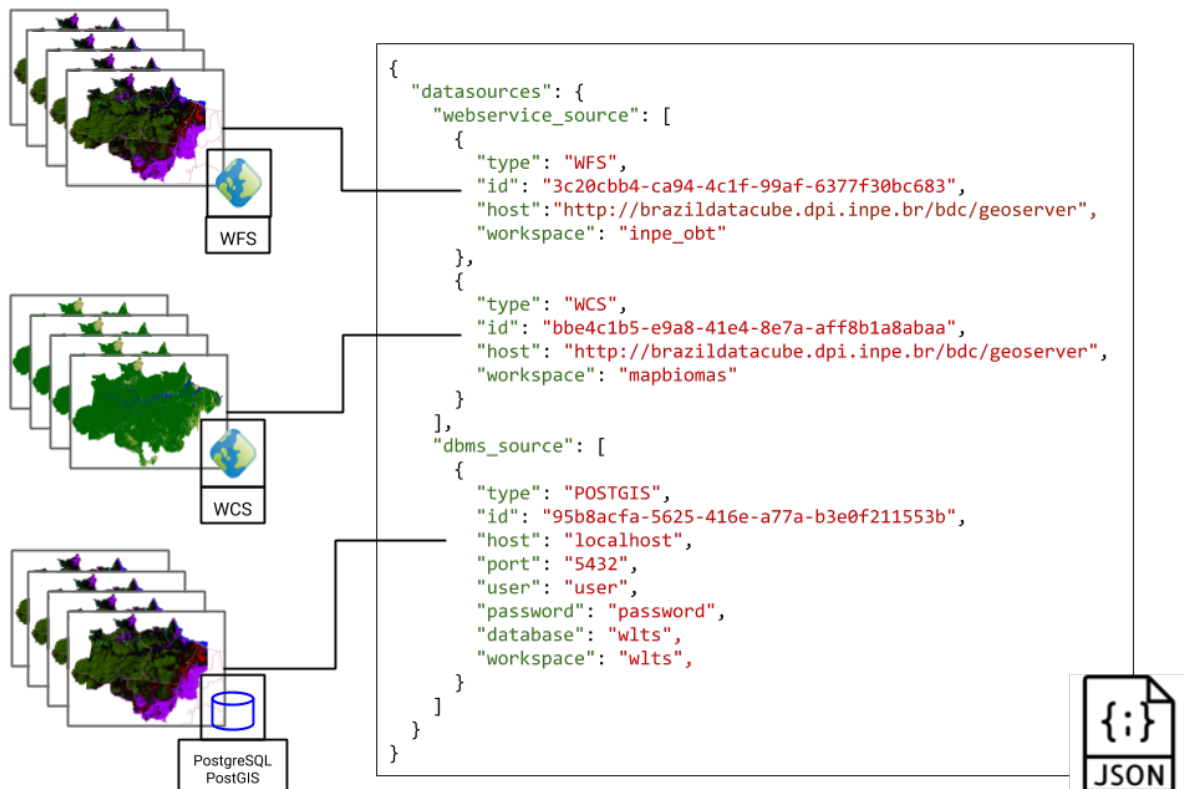 WFS
WCS
PostgreSQL
PostGIS
{
  "datasources": {
    "webservice_source": [
      {
        "type": "WFS",
        "id": "3c20cbb4-ca94-4c1f-99af-6377f30bc683",
        "host":"http://brazildatacube.dpi.inpe.br/bdc/geoserver",
        "workspace": "inpe_obt"
      },
      {
        "type": "WCS",
        "id": "bbe4c1b5-e9a8-41e4-8e7a-aff8b1a8abaa",
        "host": "http://brazildatacube.dpi.inpe.br/bdc/geoserver",
        "workspace": "mapbiomas"
      }
    ],
    "dbms_source": [
      {
        "type": "POSTGIS",
        "id": "95b8acfa-5625-416e-a77a-b3e0f211553b",
        "host": "localhost",
        "port": "5432",
        "user": "user",
        "password": "password",
        "database": "wlts",
        "workspace": "wlts",
      }
    ]
  }
}
{;}
JSON